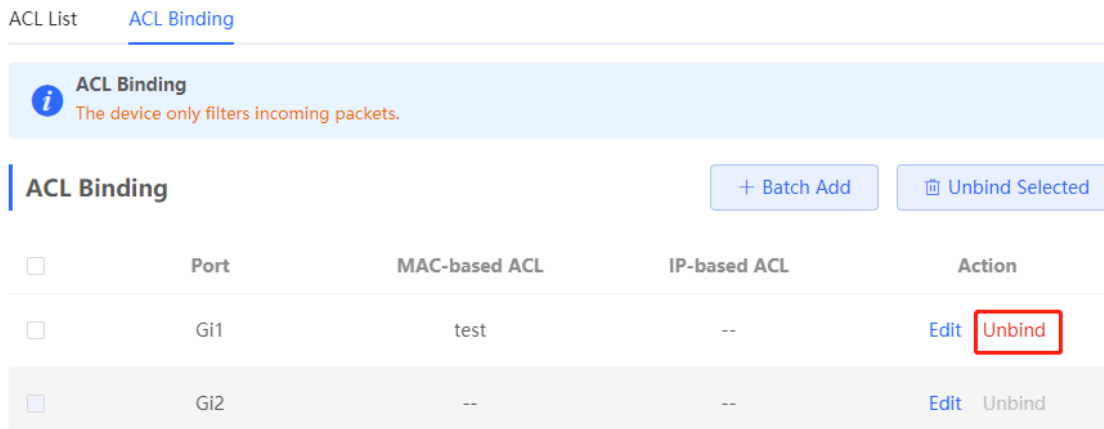 ACL List ACL Binding
ACL Binding
The device only filters incoming packets.
ACL Binding + Batch Add Unbind Selected
Port MAC-based ACL IP-based ACL Action
Gi1 test -- Edit Unbind
Gi2 -- -- Edit Unbind